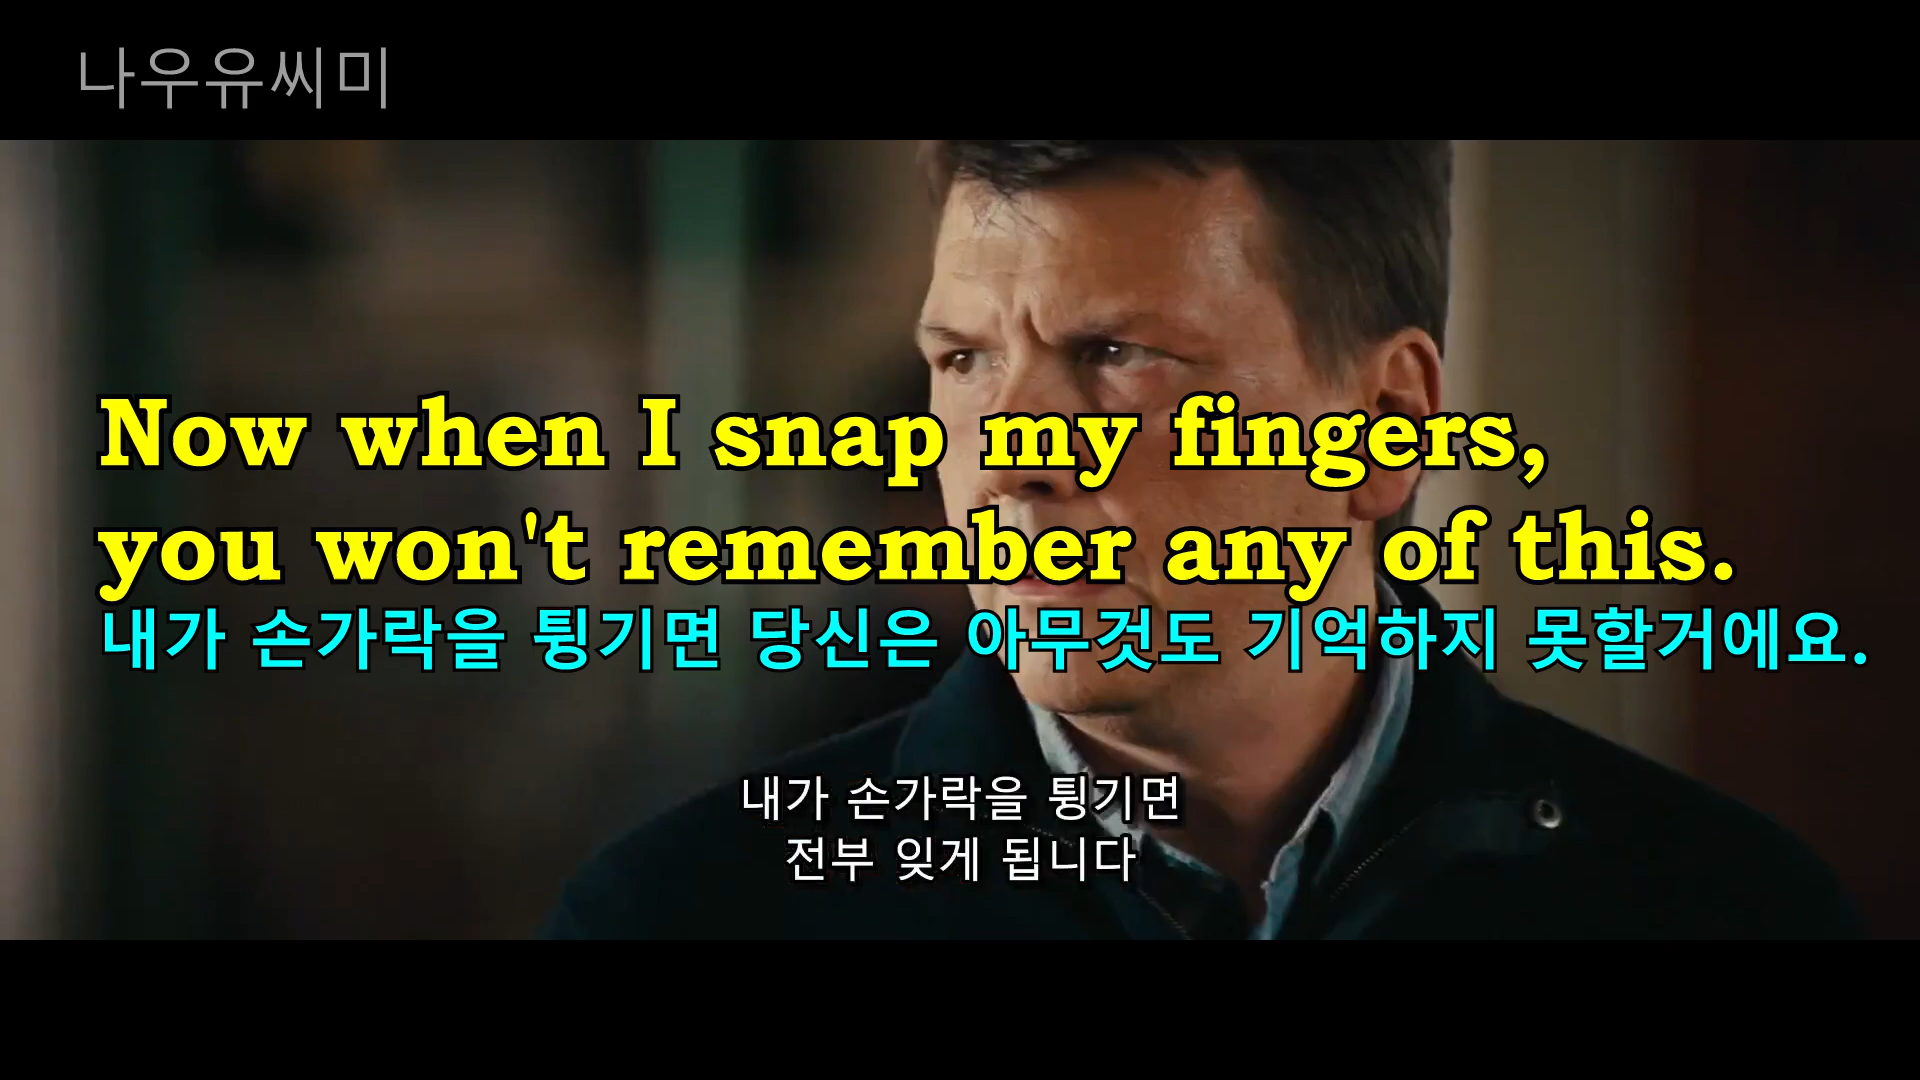 나우유씨미
Now when I snap my fingers,
you won't remember any of this.
내가 손가락을 튕기면 당신은 아무것도 기억하지 못할거에요.
내가 손가락을 튕기면
전부 잊게 됩니다